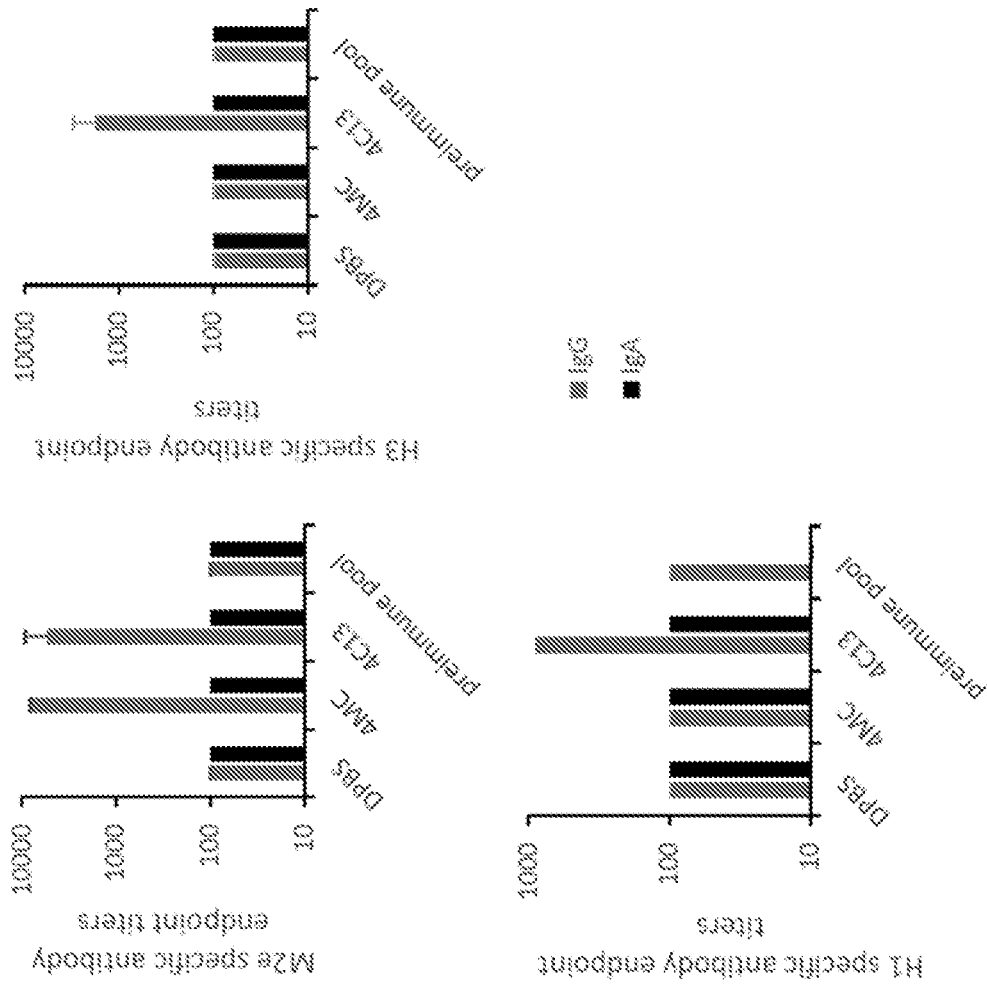 M2e specific antibody
endpoint titers
10000
1000
100
10
DPBS
4MC
4C13
preimmune pool
H3 specific antibody endpoint
titers
10000
1000
100
10
DPBS
4MC
4C13
preimmune pool
H1 specific antibody endpoint
titers
1000
100
10
DPBS
4MC
4C13
preimmune pool
IgG
IgA